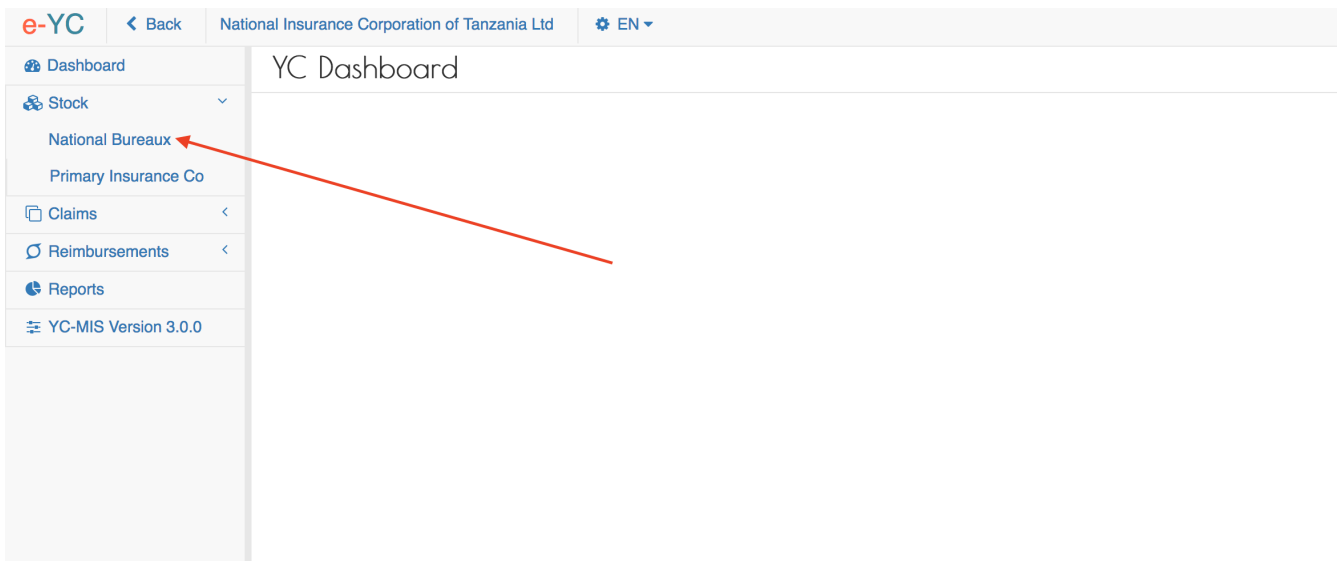 e-YC Back National Insurance Corporation of Tanzania Ltd EN
Dashboard
YC Dashboard
Stock
National Bureaux
Primary Insurance Co
Claims
Reimbursements
Reports
YC-MIS Version 3.0.0